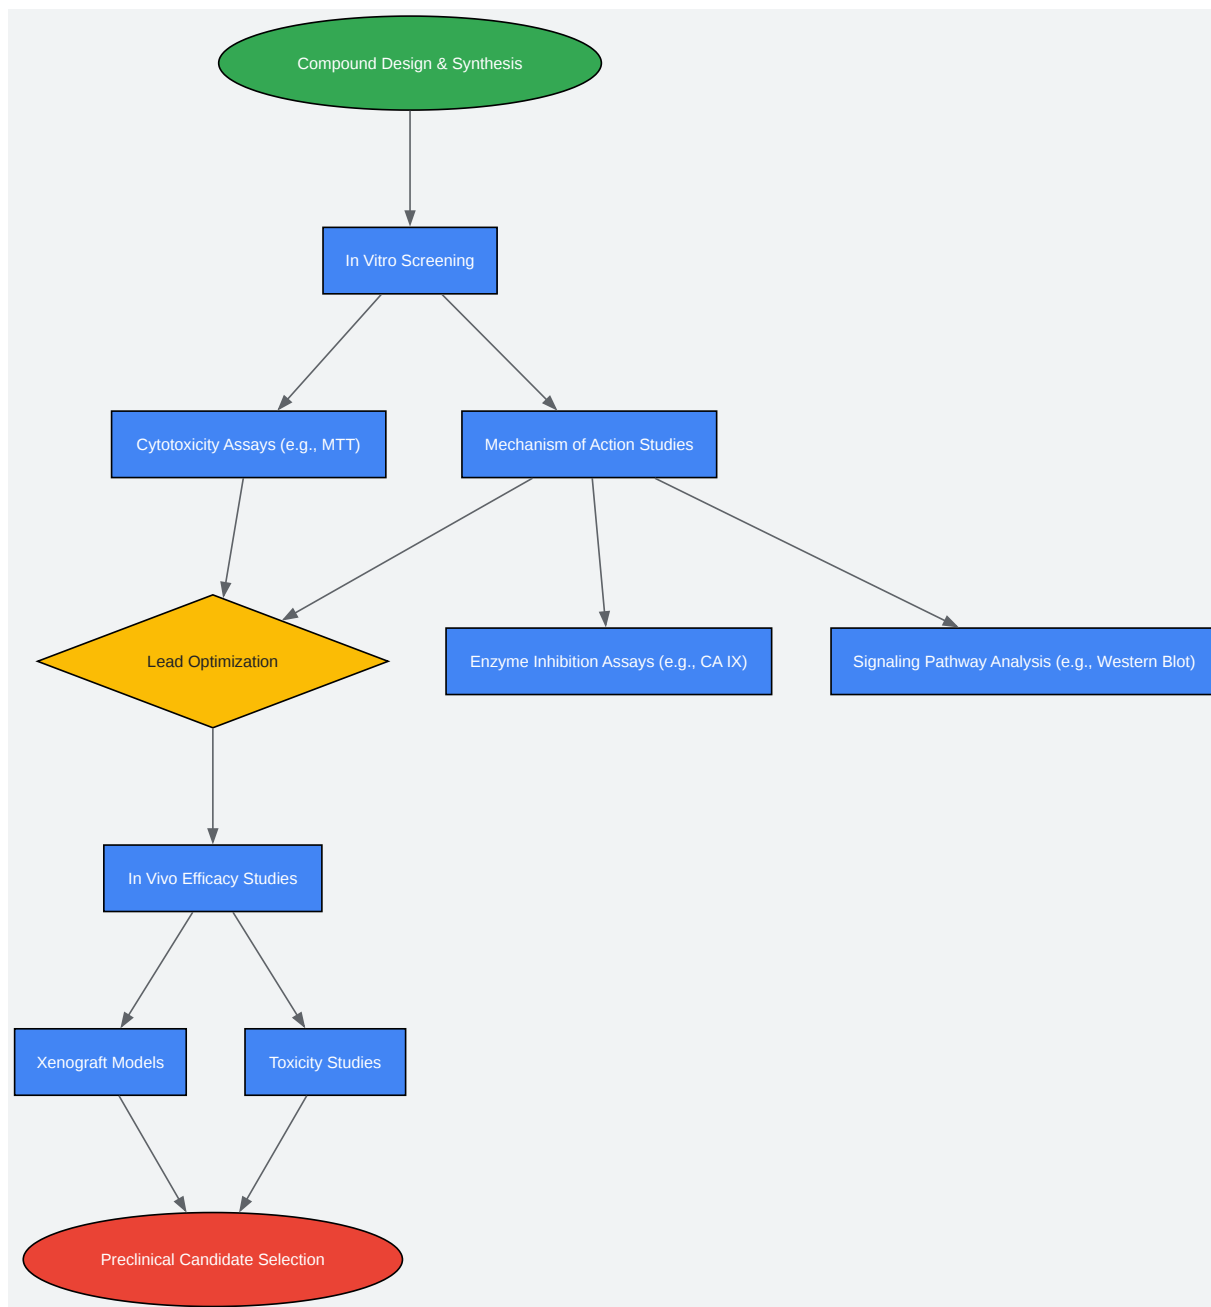 Compound Design & Synthesis
In Vitro Screening
Cytotoxicity Assays (e.g., MTT)
Mechanism of Action Studies
Lead Optimization
Enzyme Inhibition Assays (e.g., CA IX)
Signaling Pathway Analysis (e.g., Western Blot)
In Vivo Efficacy Studies
Xenograft Models
Toxicity Studies
Preclinical Candidate Selection